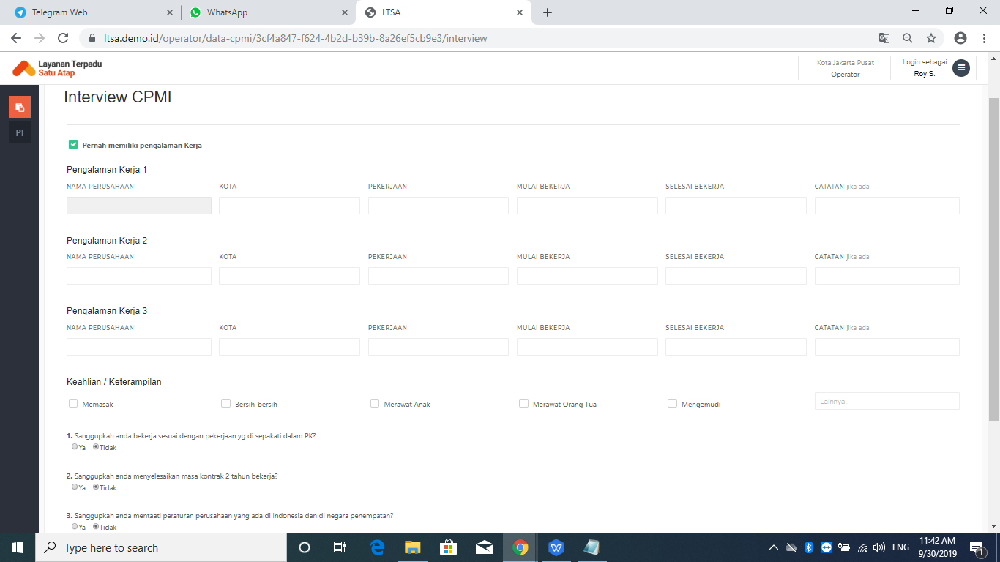 Telegram Web
WhatsApp
LTSA
ltsa.demo.id/operator/data-cpmi/3cf4a847-f624-4b2d-b39b-8a26ef5cb9e3/interview
Layanan Terpadu
Satu Atap
Kota Jakarta Pusat
Operator
Login sebagai
Roy S.
PI
Interview CPMI
Pernah memiliki pengalaman Kerja
Pengalaman Kerja 1
NAMA PERUSAHAAN KOTA PEKERJAAN MULAI BEKERJA SELESAI BEKERJA CATATAN jika ada
Pengalaman Kerja 2
NAMA PERUSAHAAN KOTA PEKERJAAN MULAI BEKERJA SELESAI BEKERJA CATATAN jika ada
Pengalaman Kerja 3
NAMA PERUSAHAAN KOTA PEKERJAAN MULAI BEKERJA SELESAI BEKERJA CATATAN jika ada
Keahlian / Keterampilan
Memasak Bersih-bersih Merawat Anak Merawat Orang Tua Mengemudi Lainnya..
1. Sanggupkah anda bekerja sesuai dengan pekerjaan yg di sepakati dalam PK?
Ya Tidak
2. Sanggupkah anda menyelesaikan masa kontrak 2 tahun bekerja?
Ya Tidak
3. Sanggupkah anda mentaati peraturan perusahaan yang ada di Indonesia dan di negara penempatan?
Ya Tidak
Type here to search
ENG
11:42 AM
9/30/2019
1